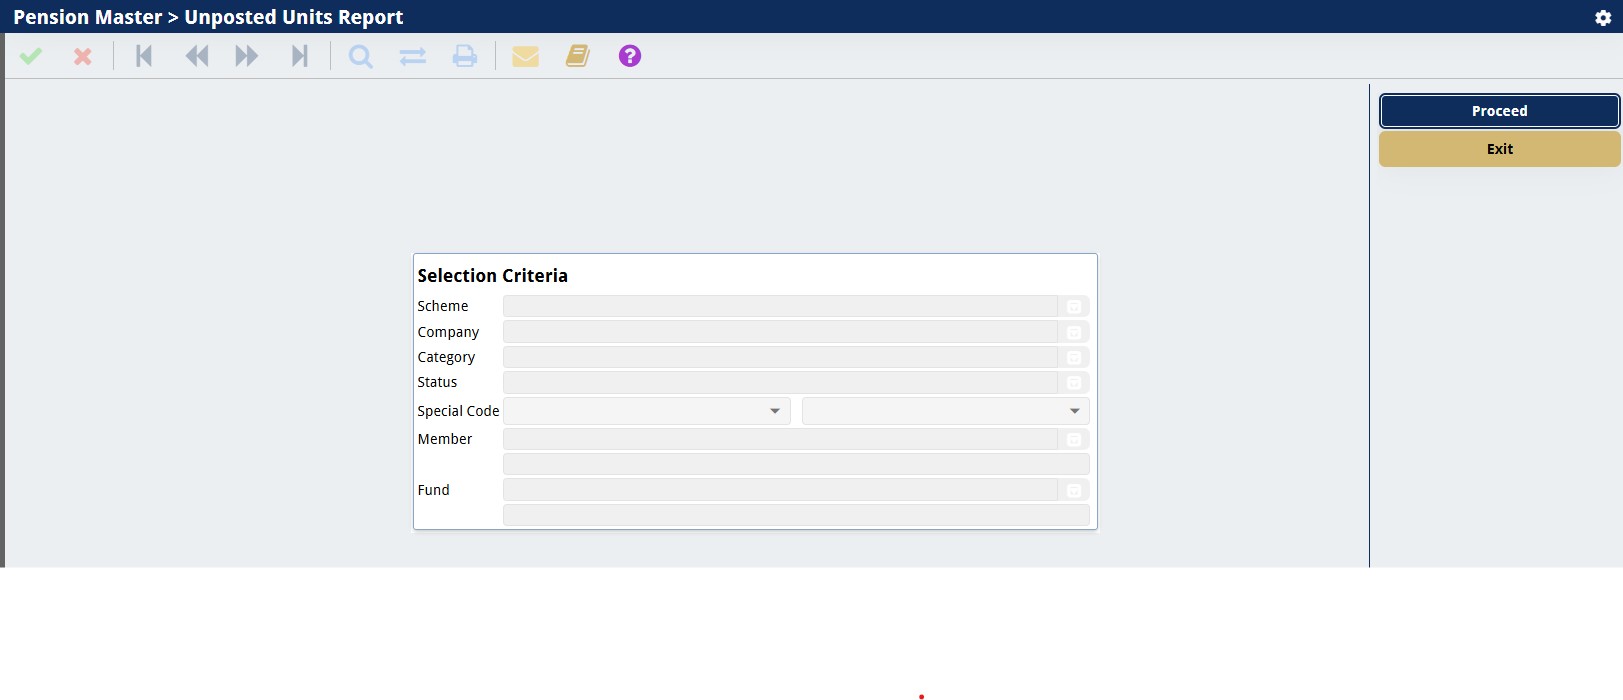 Pension Master > Unposted Units Report
?
Proceed
Exit
Selection Criteria
Scheme
Company
Category
Status
Special Code
Member
Fund